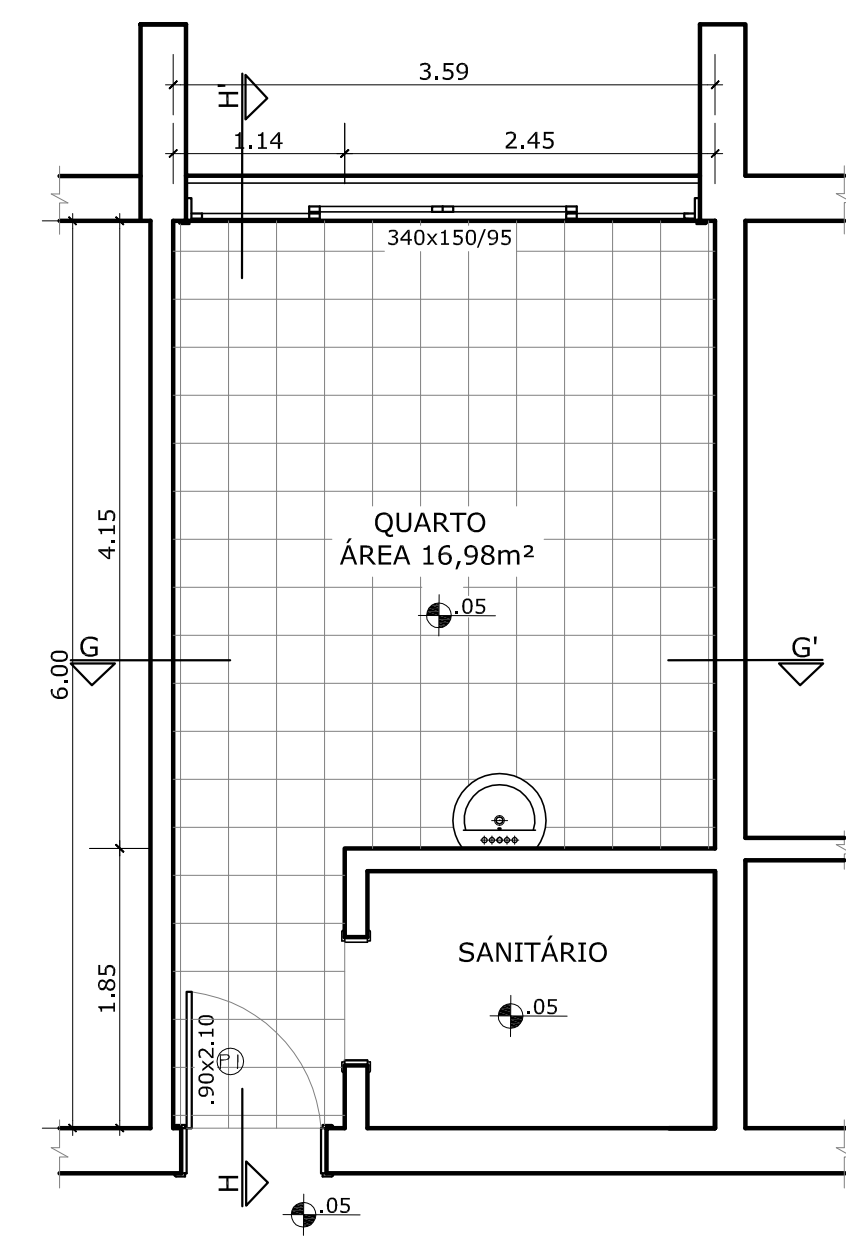 3.59
H'
1.14
2.45
340x150/95
4.15
QUARTO
ÁREA 16,98m²
.05
G
G'
6.00
SANITÁRIO
1.85
.05
.90x2.10
P1
H
.05